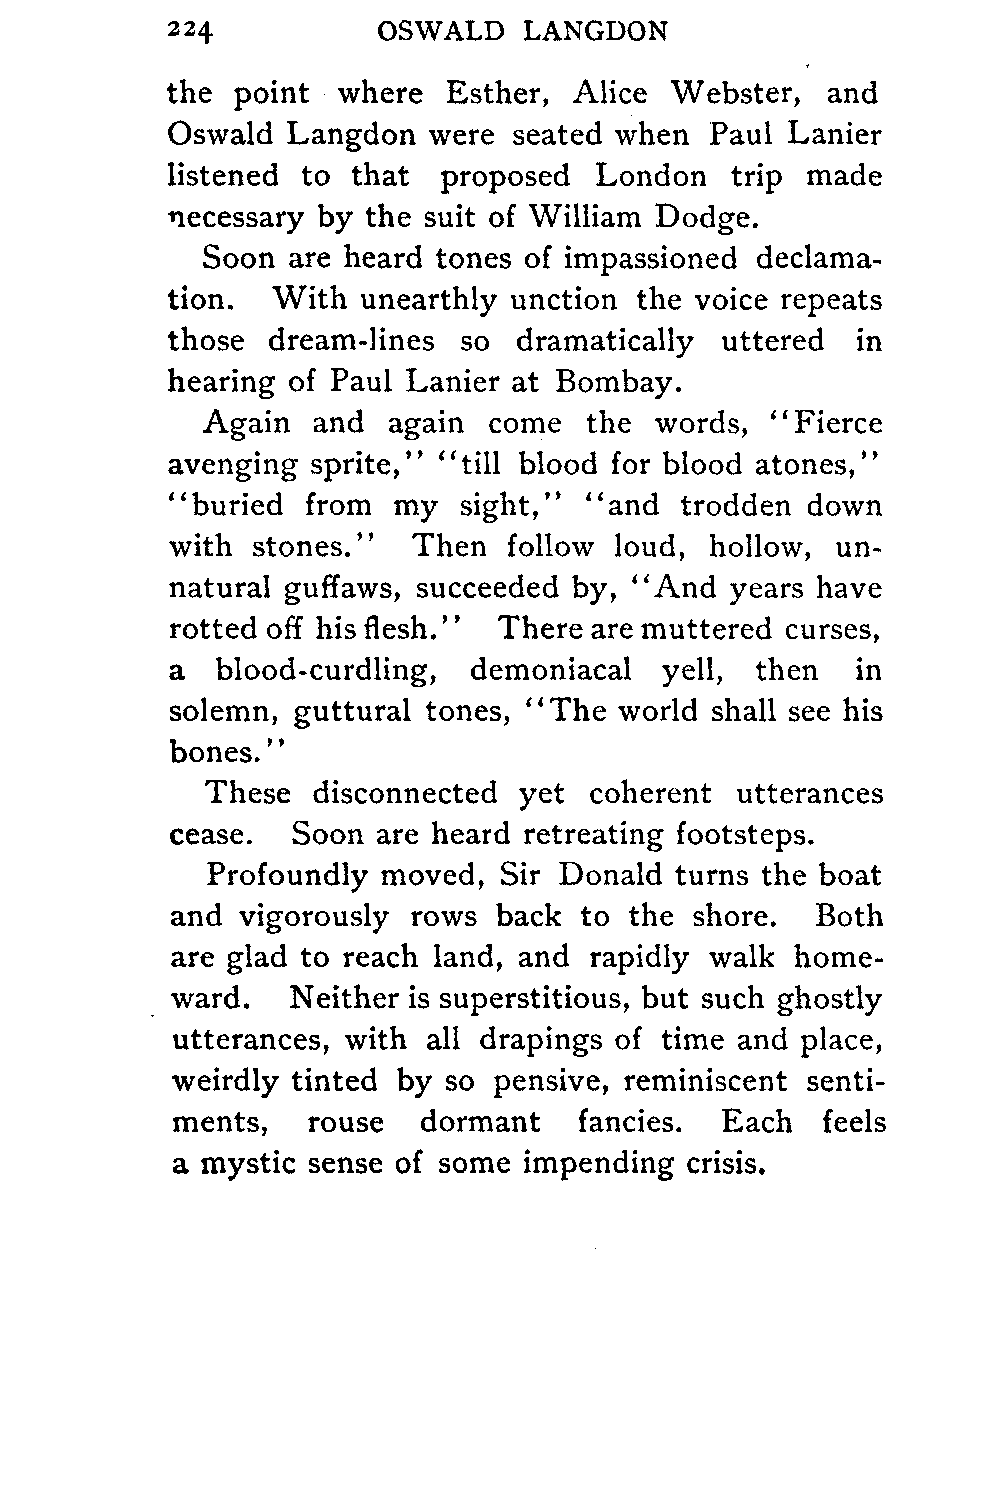 224 OSWALD LANGDON
the point where Esther, Alice Webster, and
Oswald Langdon were seated when Paul Lanier
listened to that proposed London trip made
necessary by the suit of William Dodge.
Soon are heard tones of impassioned declama-
tion. With unearthly unction the voice repeats
those dream-lines so dramatically uttered in
hearing of Paul Lanier at Bombay.
Again and again come the words, "Fierce
avenging sprite," "till blood for blood atones,"
"buried from my sight," "and trodden down
with stones." Then follow loud, hollow, un-
natural guffaws, succeeded by, "And years have
rotted off his flesh." There are muttered curses,
a blood-curdling, demoniacal yell, then in
solemn, guttural tones, "The world shall see his
bones."
These disconnected yet coherent utterances
cease. Soon are heard retreating footsteps.
Profoundly moved, Sir Donald turns the boat
and vigorously rows back to the shore. Both
are glad to reach land, and rapidly walk home-
ward. Neither is superstitious, but such ghostly
utterances, with all drapings of time and place,
weirdly tinted by so pensive, reminiscent senti-
ments, rouse dormant fancies. Each feels
a mystic sense of some impending crisis.